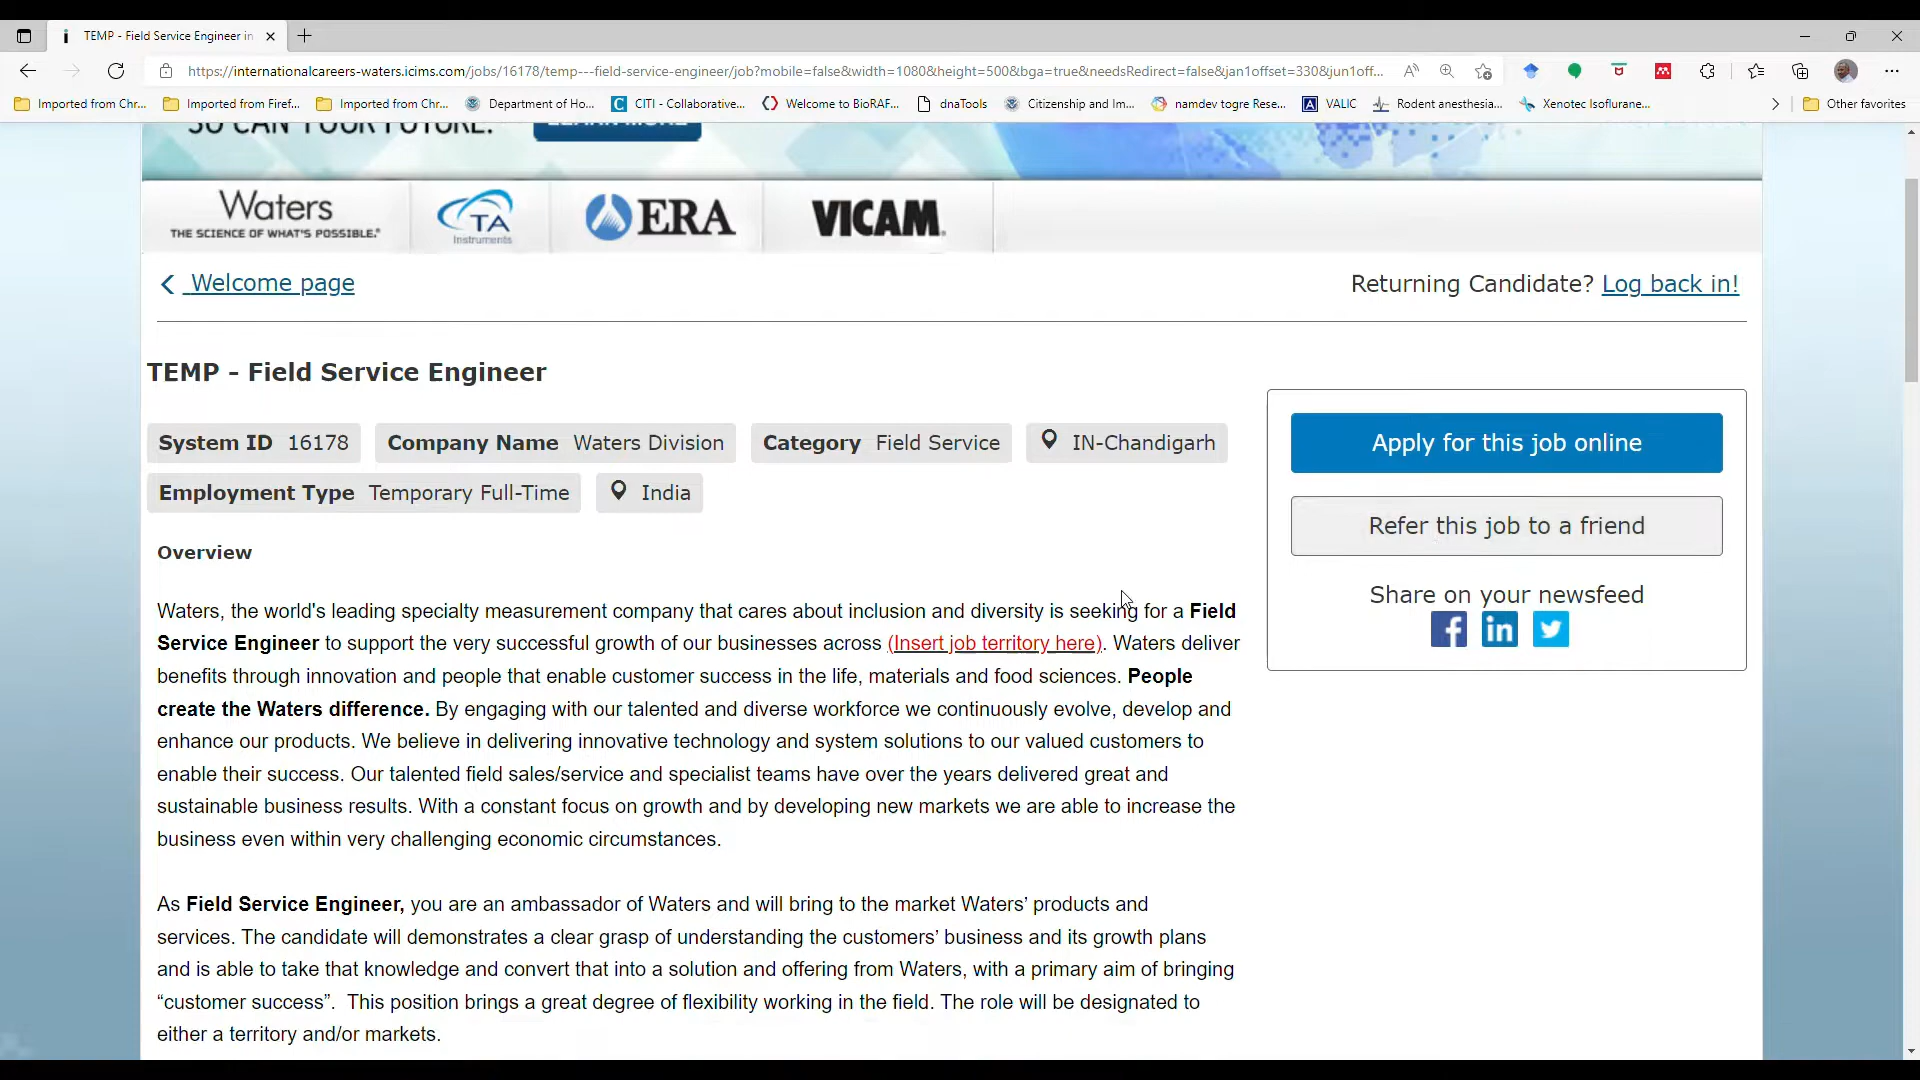 TEMP - Field Service Engineer in
https://internationalcareers-waters.icims.com/jobs/16178/temp---field-service-engineer/job?mobile=false&width=1080&height=500&bga=true&needsRedirect=false&jan1offset=330&jun1off...
Imported from Chr... Imported from Firef... Imported from Chr... Department of Ho... CITI - Collaborative... Welcome to BioRAF... dnaTools Citizenship and Im... namdev togre Rese... VALIC Rodent anesthesia... Xenotec Isoflurane... Other favorites
SO CAN YOUR FUTURE. LEARN MORE
Waters
THE SCIENCE OF WHAT'S POSSIBLE.®
TA
Instruments
ERA
VICAM®
Welcome page
Returning Candidate? Log back in!
TEMP - Field Service Engineer
System ID 16178 Company Name Waters Division Category Field Service IN-Chandigarh
Employment Type Temporary Full-Time India
Apply for this job online
Refer this job to a friend
Share on your newsfeed
Overview
Waters, the world's leading specialty measurement company that cares about inclusion and diversity is seeking for a Field
Service Engineer to support the very successful growth of our businesses across (Insert job territory here). Waters deliver
benefits through innovation and people that enable customer success in the life, materials and food sciences. People
create the Waters difference. By engaging with our talented and diverse workforce we continuously evolve, develop and
enhance our products. We believe in delivering innovative technology and system solutions to our valued customers to
enable their success. Our talented field sales/service and specialist teams have over the years delivered great and
sustainable business results. With a constant focus on growth and by developing new markets we are able to increase the
business even within very challenging economic circumstances.
As Field Service Engineer, you are an ambassador of Waters and will bring to the market Waters’ products and
services. The candidate will demonstrates a clear grasp of understanding the customers’ business and its growth plans
and is able to take that knowledge and convert that into a solution and offering from Waters, with a primary aim of bringing
“customer success”. This position brings a great degree of flexibility working in the field. The role will be designated to
either a territory and/or markets.